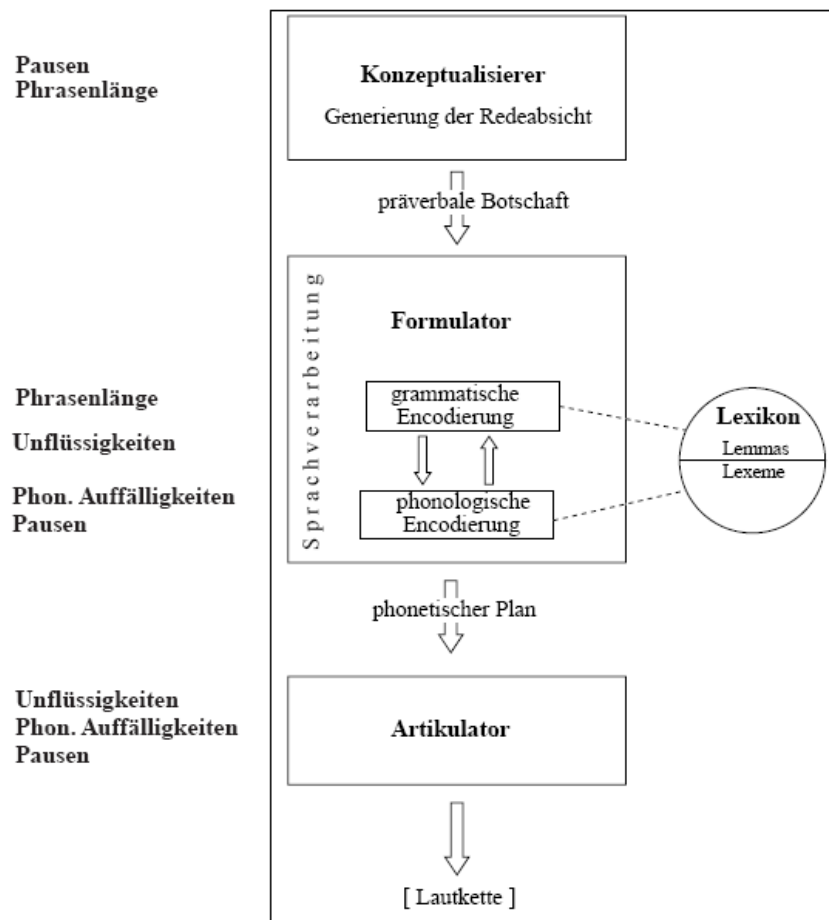 Pausen
Phrasenlänge
Konzeptualisierer
Generierung der Redeabsicht
präverbale Botschaft
Sprachverarbeitung
Formulator
Phrasenlänge
grammatische
Encodierung
Unflüssigkeiten
Lexikon
Lemmas
Lexeme
Phon. Auffälligkeiten
Pausen
phonologische
Encodierung
phonetischer Plan
Unflüssigkeiten
Phon. Auffälligkeiten
Pausen
Artikulator
[ Lautkette ]